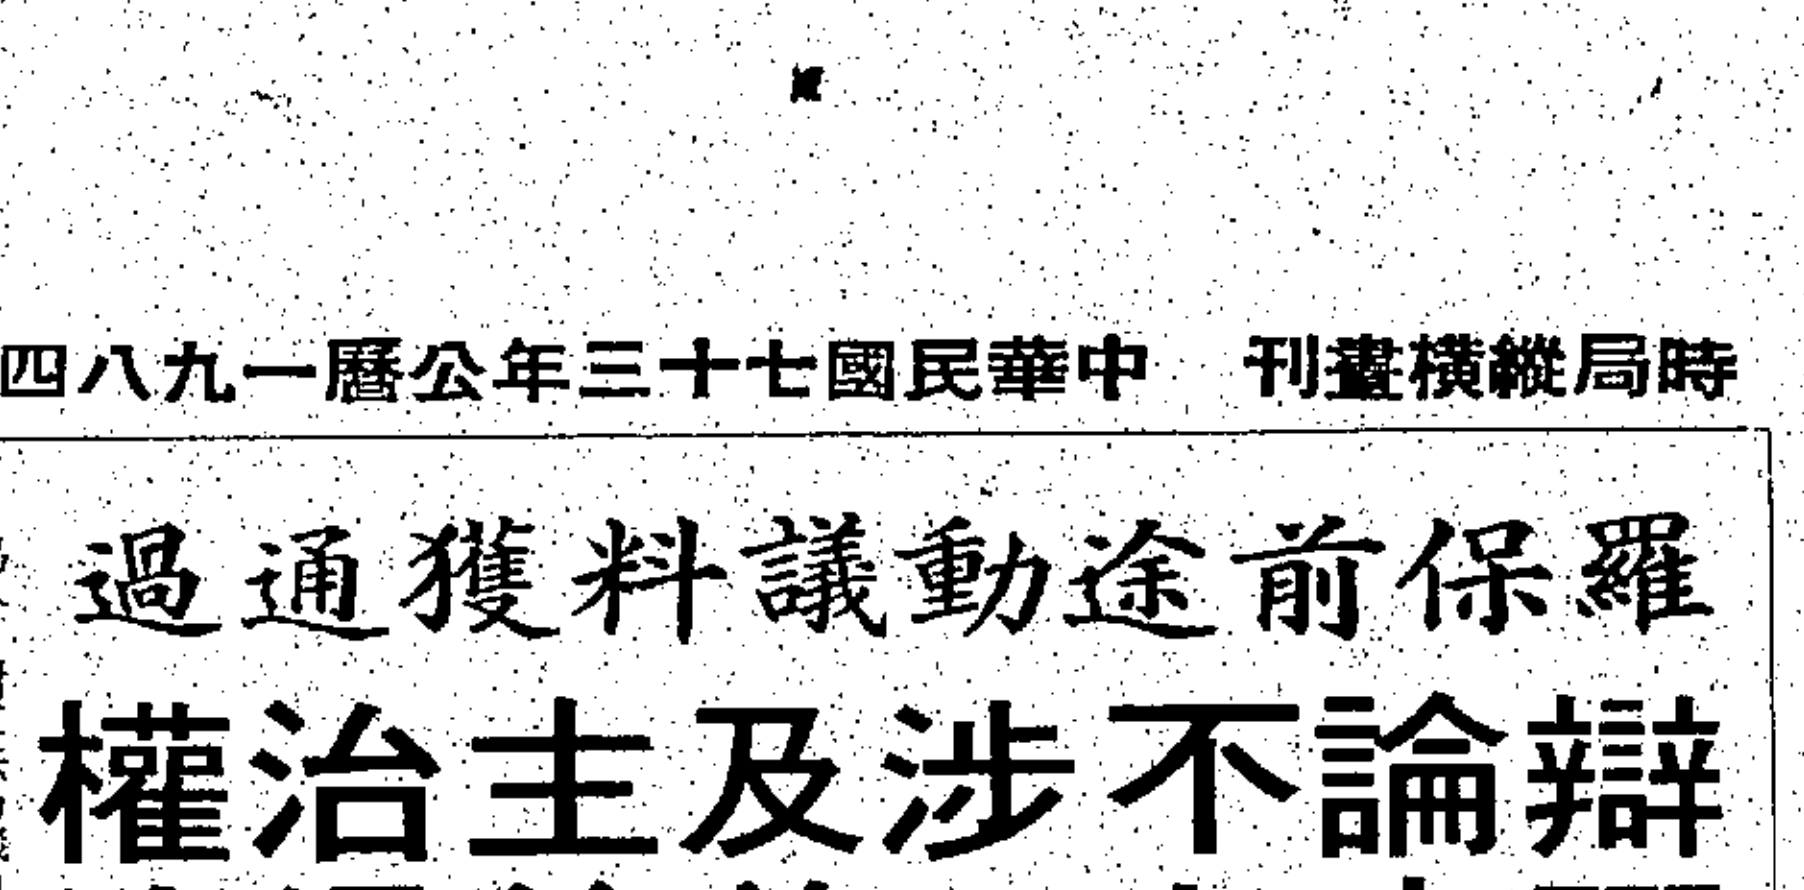 時局縱橫畫刊 中華民國七十三年公曆一九八四
羅保前途動議料獲通過
辯論不涉及主治權